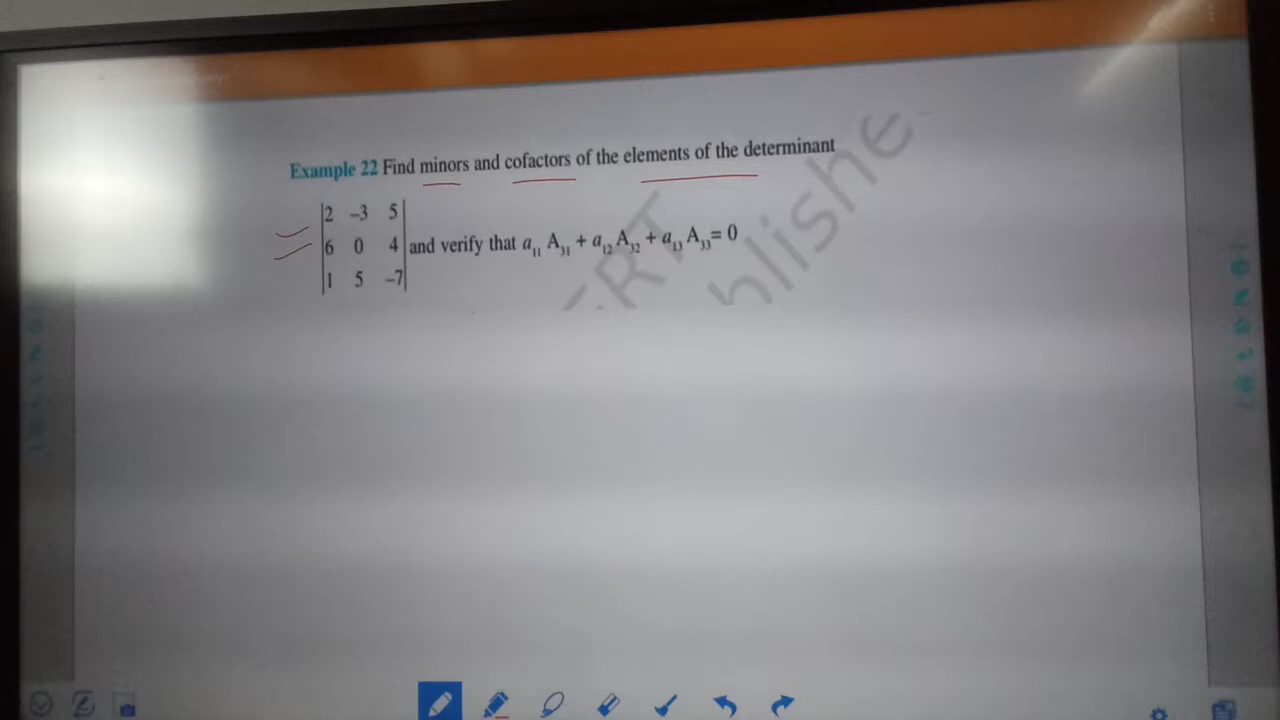 Example 22 Find minors and cofactors of the elements of the determinant
|2 –3 5|
|6 0 4| and verify that a₁₁ A₃₁ + a₁₂ A₃₂ + a₁₃ A₃₃= 0
|1 5 –7|